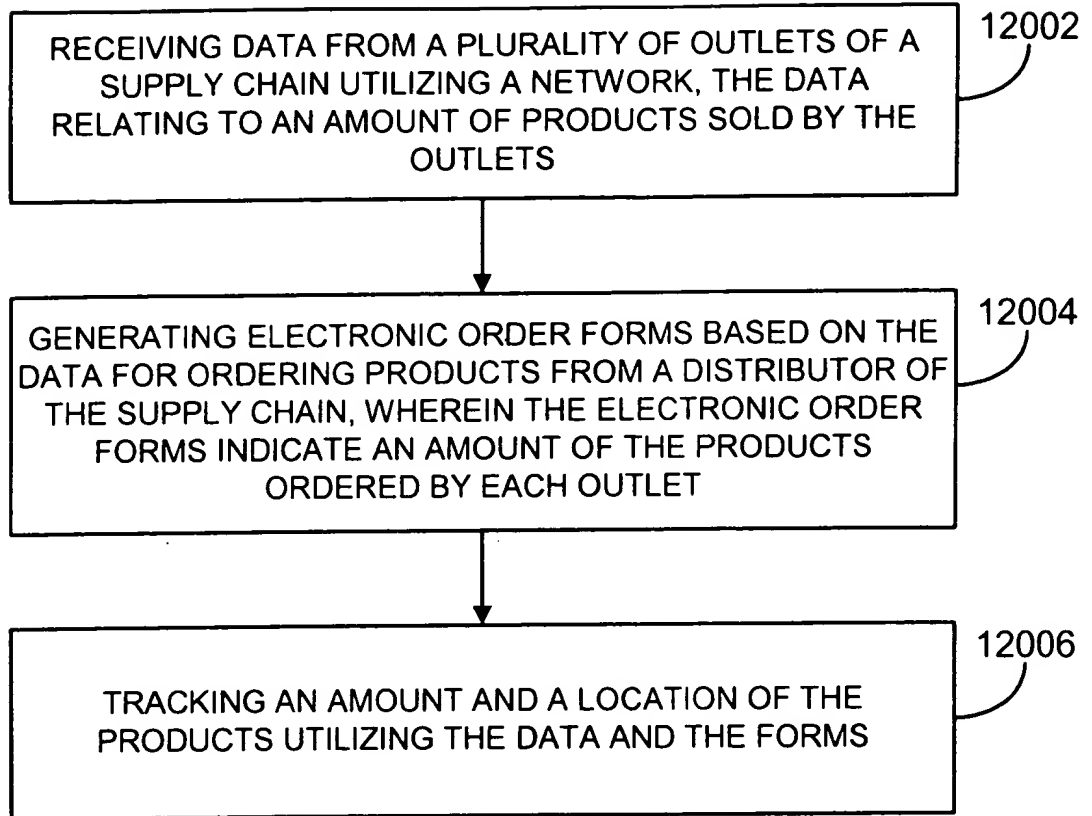 12002
RECEIVING DATA FROM A PLURALITY OF OUTLETS OF A
SUPPLY CHAIN UTILIZING A NETWORK, THE DATA
RELATING TO AN AMOUNT OF PRODUCTS SOLD BY THE
OUTLETS
12004
GENERATING ELECTRONIC ORDER FORMS BASED ON THE
DATA FOR ORDERING PRODUCTS FROM A DISTRIBUTOR OF
THE SUPPLY CHAIN, WHEREIN THE ELECTRONIC ORDER
FORMS INDICATE AN AMOUNT OF THE PRODUCTS
ORDERED BY EACH OUTLET
12006
TRACKING AN AMOUNT AND A LOCATION OF THE
PRODUCTS UTILIZING THE DATA AND THE FORMS